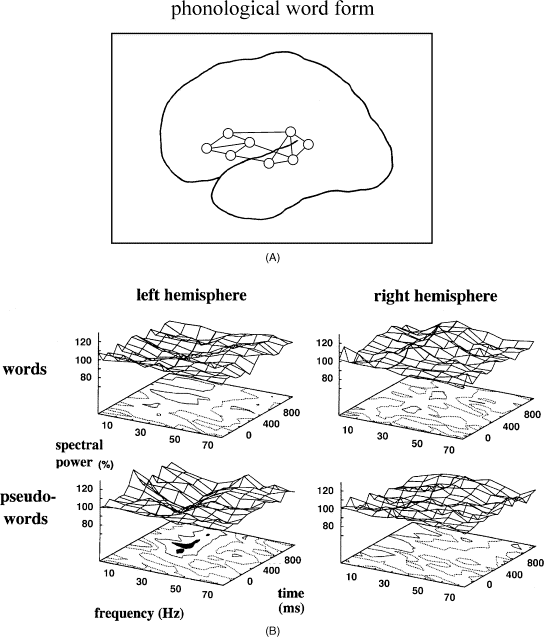 phonological word form
(A)
left hemisphere right hemisphere
words
120
100
80
10 30 50 70 0 400 800
120
100
80
10 30 50 70 0 400 800
spectral
power (%)
pseudo-
words
120
100
80
10 30 50 70 0 400 800
120
100
80
10 30 50 70 0 400 800
frequency (Hz)
time
(ms)
(B)